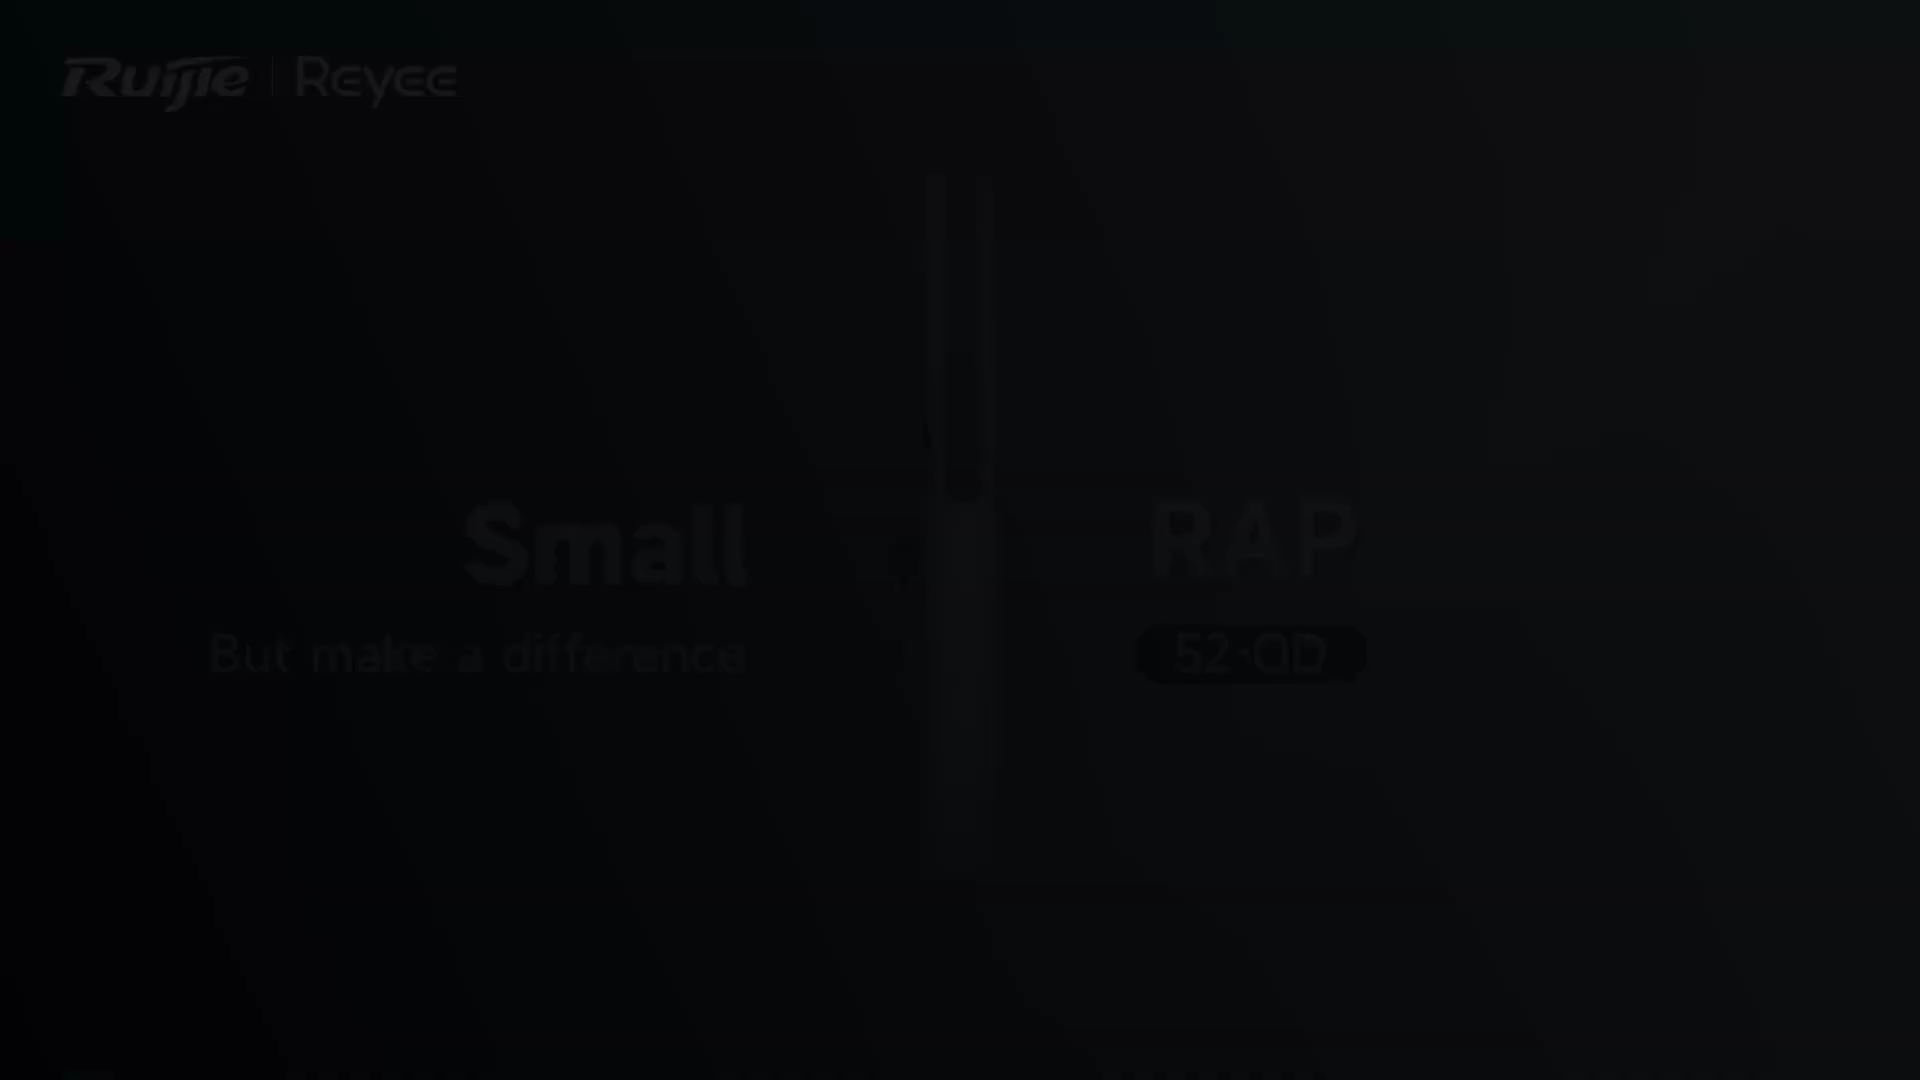 Ruijie | Reyee
Small
But make a difference
RAP
52-OD